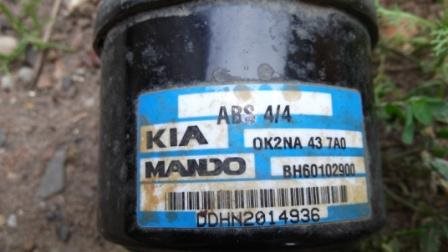 ABS 4/4
KIA OK2NA 43 7A0
MANDO BH60102900
DDHN2014936